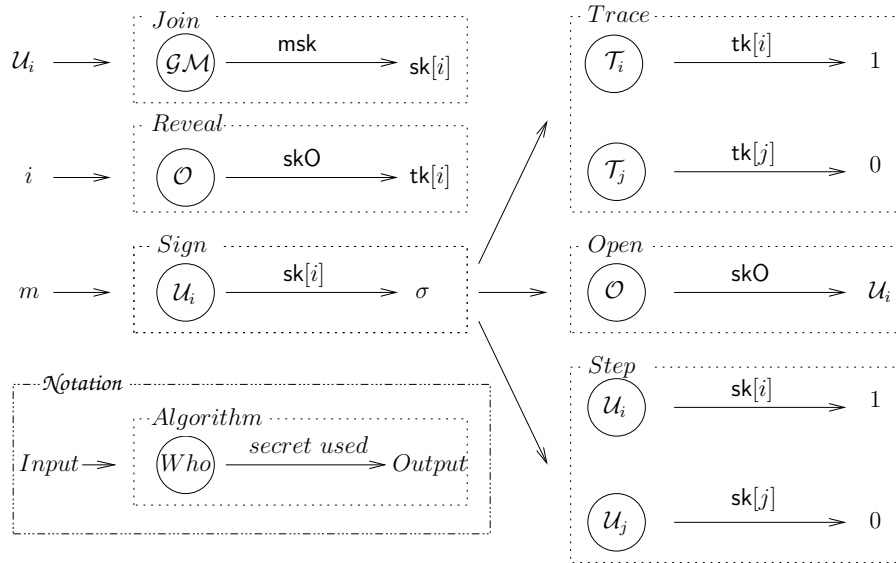 Join
𝒰_i 𝒢ℳ msk sk[i]
Reveal
i 𝒪 skO tk[i]
Sign
m 𝒰_i sk[i] σ
Trace
𝒯_i tk[i] 1
𝒯_j tk[j] 0
Open
𝒪 skO 𝒰_i
Step
𝒰_i sk[i] 1
𝒰_j sk[j] 0
Notation
Algorithm
Input Who secret used Output